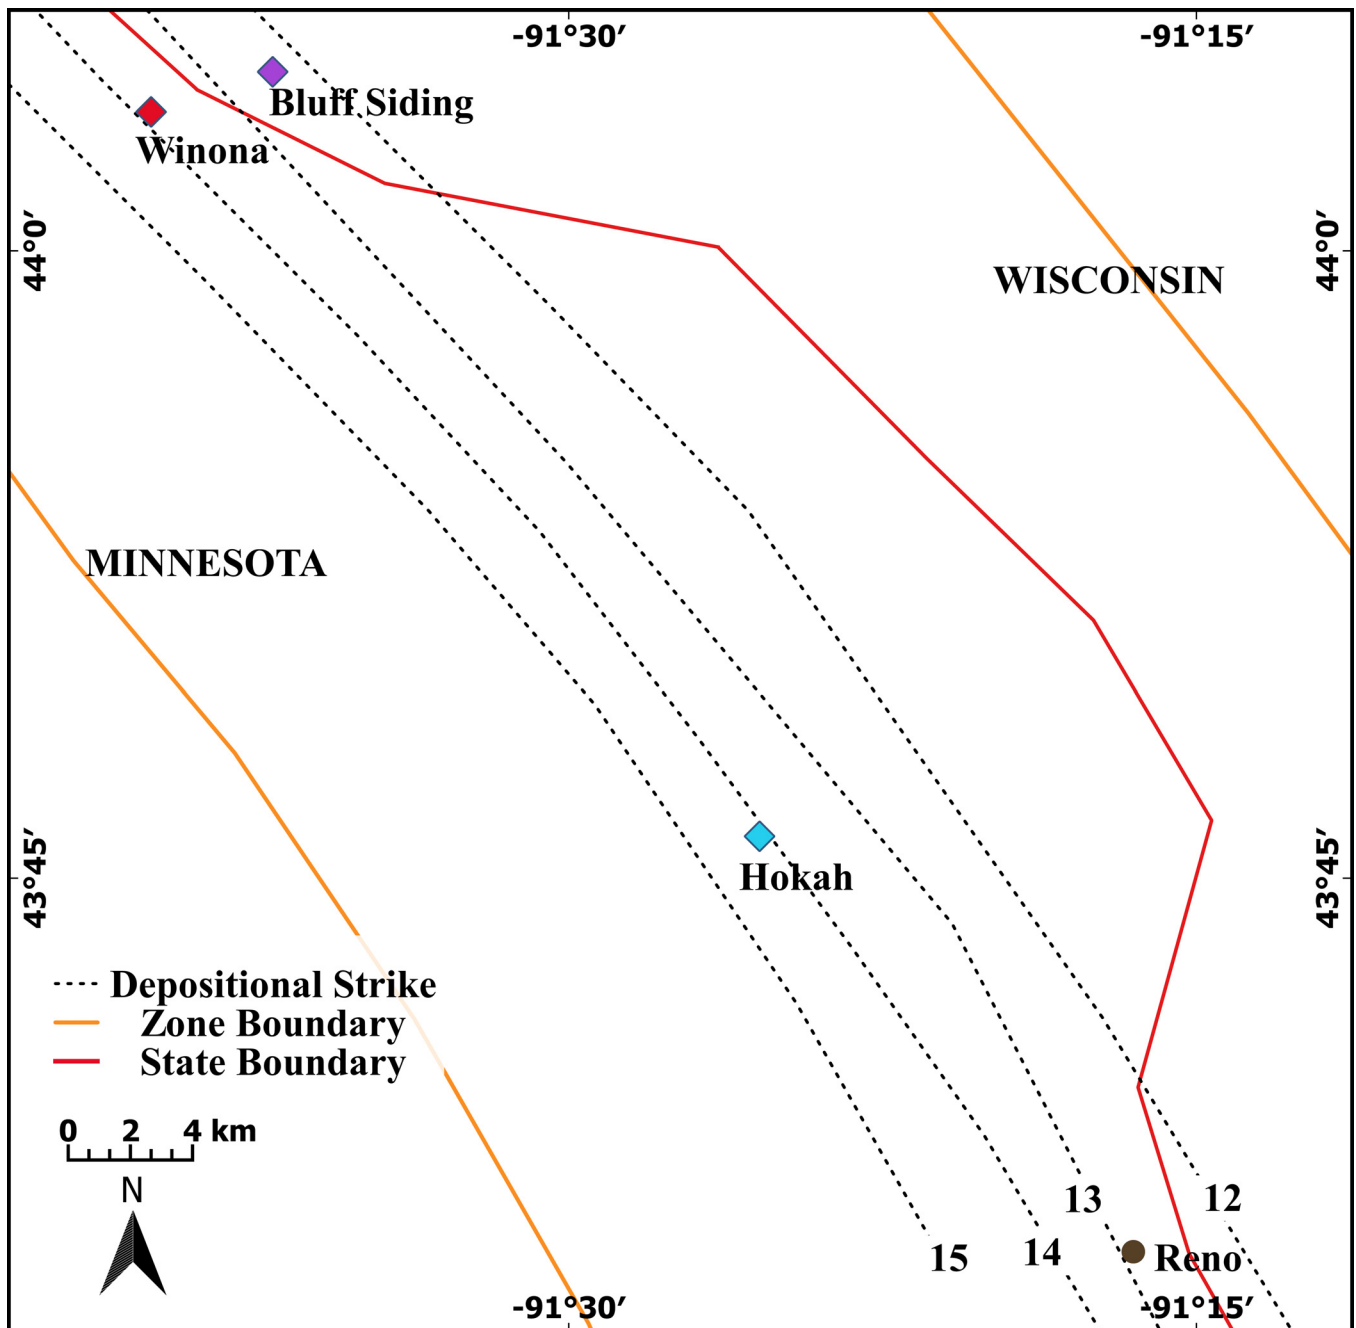 -91°30′ -91°15′
Bluff Siding
Winona
44°0′ 44°0′
WISCONSIN
MINNESOTA
43°45′ 43°45′
Hokah
Depositional Strike
Zone Boundary
State Boundary
0 2 4 km
N
13 12
15 14 Reno
-91°30′ -91°15′